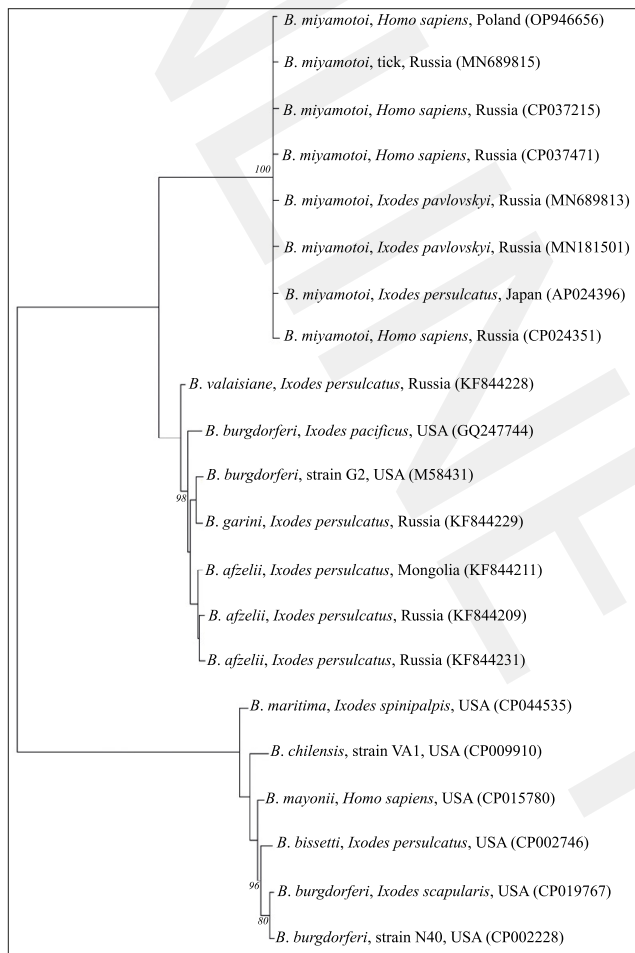 B. miyamotoi, Homo sapiens, Poland (OP946656)
B. miyamotoi, tick, Russia (MN689815)
B. miyamotoi, Homo sapiens, Russia (CP037215)
B. miyamotoi, Homo sapiens, Russia (CP037471)
100
B. miyamotoi, Ixodes pavlovskyi, Russia (MN689813)
B. miyamotoi, Ixodes pavlovskyi, Russia (MN181501)
B. miyamotoi, Ixodes persulcatus, Japan (AP024396)
B. miyamotoi, Homo sapiens, Russia (CP024351)
B. valaisiane, Ixodes persulcatus, Russia (KF844228)
B. burgdorferi, Ixodes pacificus, USA (GQ247744)
B. burgdorferi, strain G2, USA (M58431)
98
B. garini, Ixodes persulcatus, Russia (KF844229)
B. afzelii, Ixodes persulcatus, Mongolia (KF844211)
B. afzelii, Ixodes persulcatus, Russia (KF844209)
B. afzelii, Ixodes persulcatus, Russia (KF844231)
B. maritima, Ixodes spinipalpis, USA (CP044535)
B. chilensis, strain VA1, USA (CP009910)
B. mayonii, Homo sapiens, USA (CP015780)
B. bissetti, Ixodes persulcatus, USA (CP002746)
96
B. burgdorferi, Ixodes scapularis, USA (CP019767)
80
B. burgdorferi, strain N40, USA (CP002228)